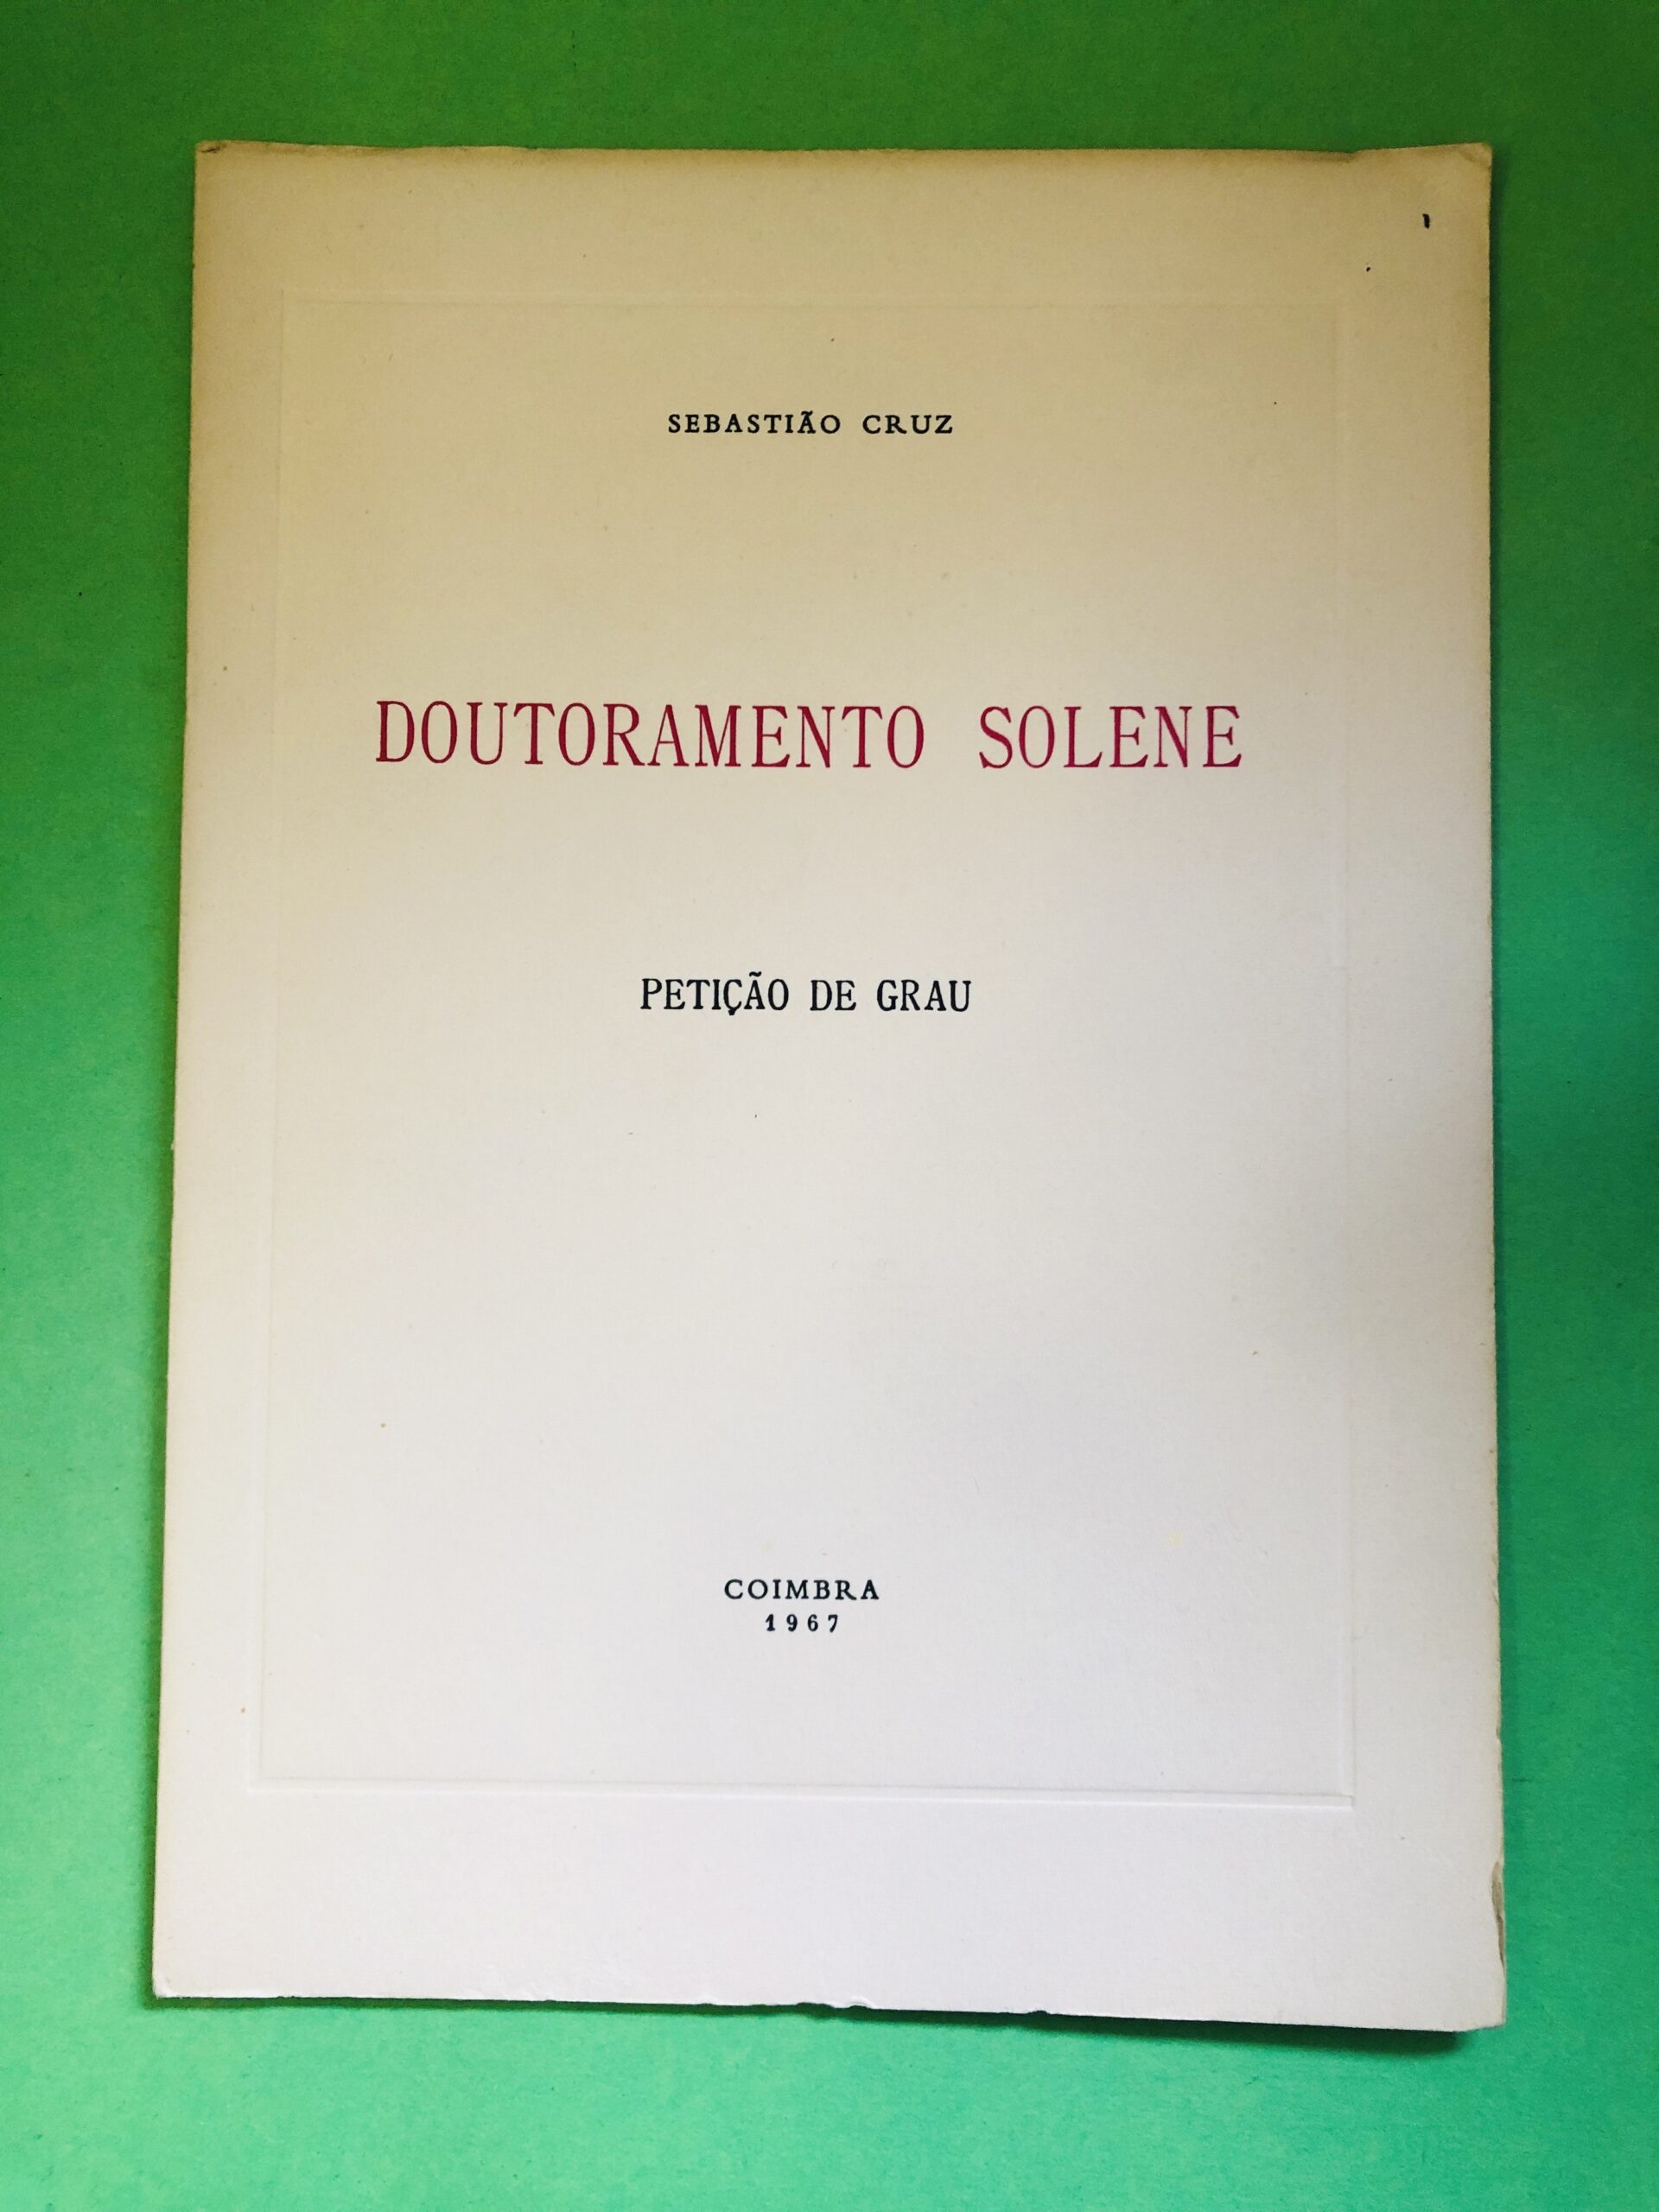 SEBASTIÃO CRUZ
DOUTORAMENTO SOLENE
PETIÇÃO DE GRAU
COIMBRA
1967